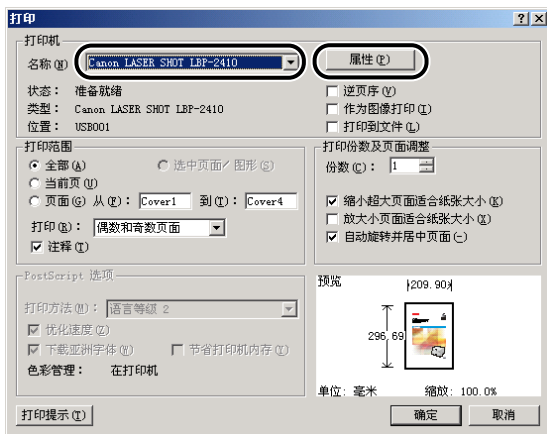 打印
打印机
名称(N) Canon LASER SHOT LBP-2410 属性(P)
状态： 准备就绪 逆页序(V)
类型： Canon LASER SHOT LBP-2410 作为图像打印(I)
位置： USB001 打印到文件(L)
打印范围 打印份数及页面调整
全部(A) 选中页面/图形(S) 份数(C)： 1
当前页(U)
页面(G) 从(F)： Cover1 到(T)： Cover4 缩小超大页面适合纸张大小(K)
放大小页面适合纸张大小(X)
打印(R)： 偶数和奇数页面 自动旋转并居中页面(-)
注释(T)
PostScript 选项 预览
209.90
打印方法(M)： 语言等级 2
优化速度(Z) 296.69
下载亚洲字体(W) 节省打印机内存(Y)
色彩管理： 在打印机
单位： 毫米 缩放： 100.0%
打印提示(I) 确定 取消